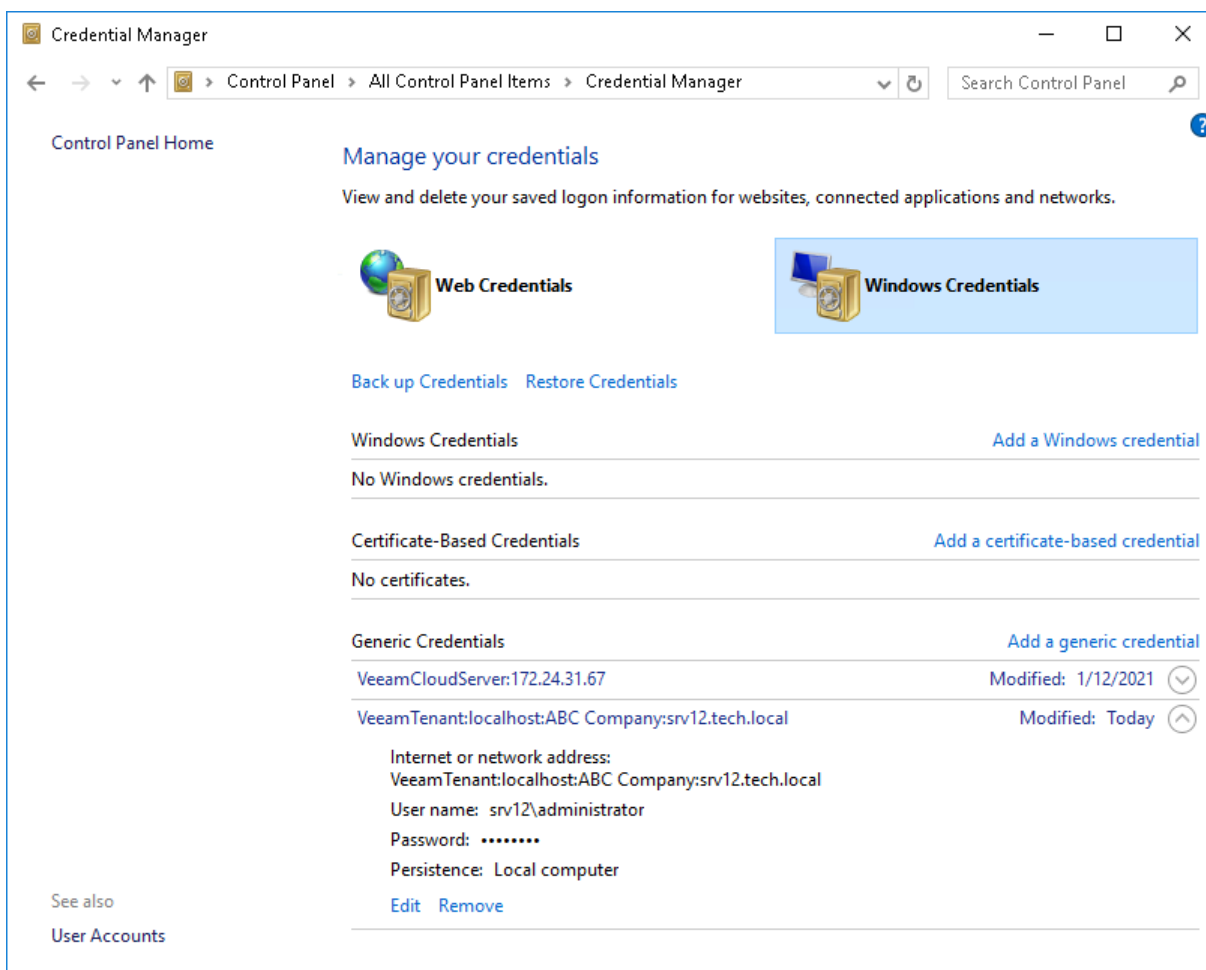 Credential Manager
Control Panel > All Control Panel Items > Credential Manager
Search Control Panel
?
Control Panel Home
Manage your credentials
View and delete your saved logon information for websites, connected applications and networks.
Web Credentials
Windows Credentials
Back up Credentials Restore Credentials
Windows Credentials Add a Windows credential
No Windows credentials.
Certificate-Based Credentials Add a certificate-based credential
No certificates.
Generic Credentials Add a generic credential
VeeamCloudServer:172.24.31.67 Modified: 1/12/2021
VeeamTenant:localhost:ABC Company:srv12.tech.local Modified: Today
Internet or network address:
VeeamTenant:localhost:ABC Company:srv12.tech.local
User name: srv12\administrator
Password: ••••••••
Persistence: Local computer
Edit Remove
See also
User Accounts